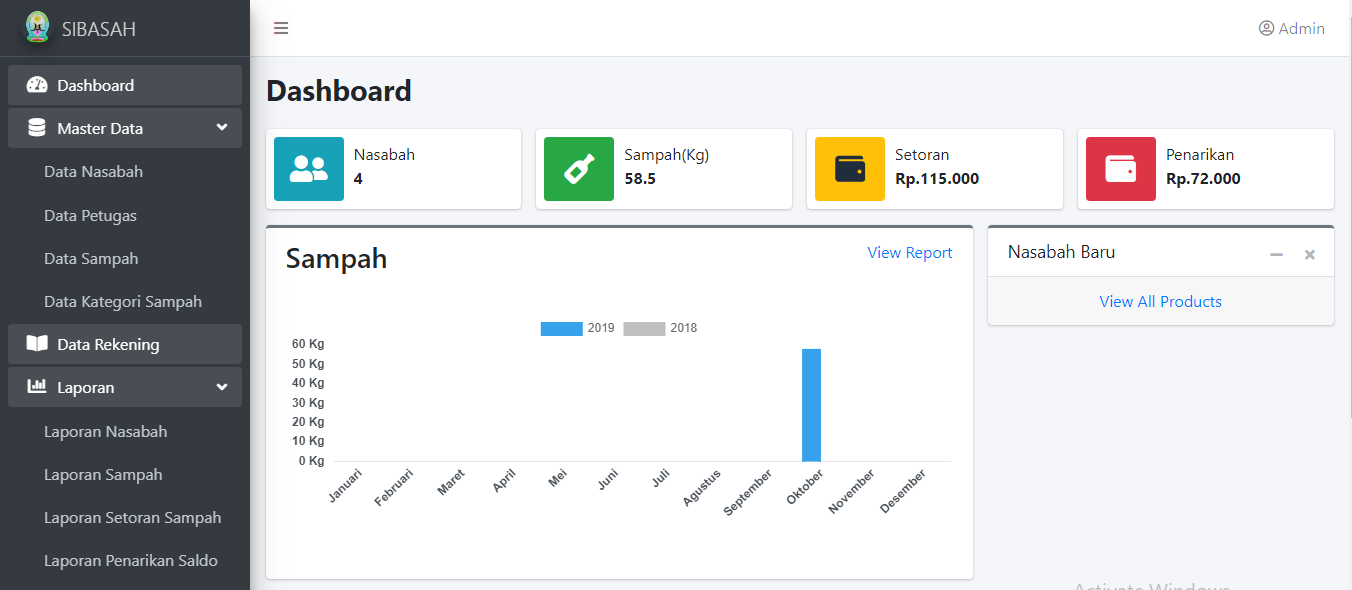 SIBASAH
Admin
Dashboard
Master Data
Data Nasabah
Data Petugas
Data Sampah
Data Kategori Sampah
Data Rekening
Laporan
Laporan Nasabah
Laporan Sampah
Laporan Setoran Sampah
Laporan Penarikan Saldo
Dashboard
Nasabah
4
Sampah(Kg)
58.5
Setoran
Rp.115.000
Penarikan
Rp.72.000
Sampah
View Report
2019 2018
60 Kg
50 Kg
40 Kg
30 Kg
20 Kg
10 Kg
0 Kg
Januari Februari Maret April Mei Juni Juli Agustus September Oktober November Desember
Nasabah Baru
View All Products
Activate Windows